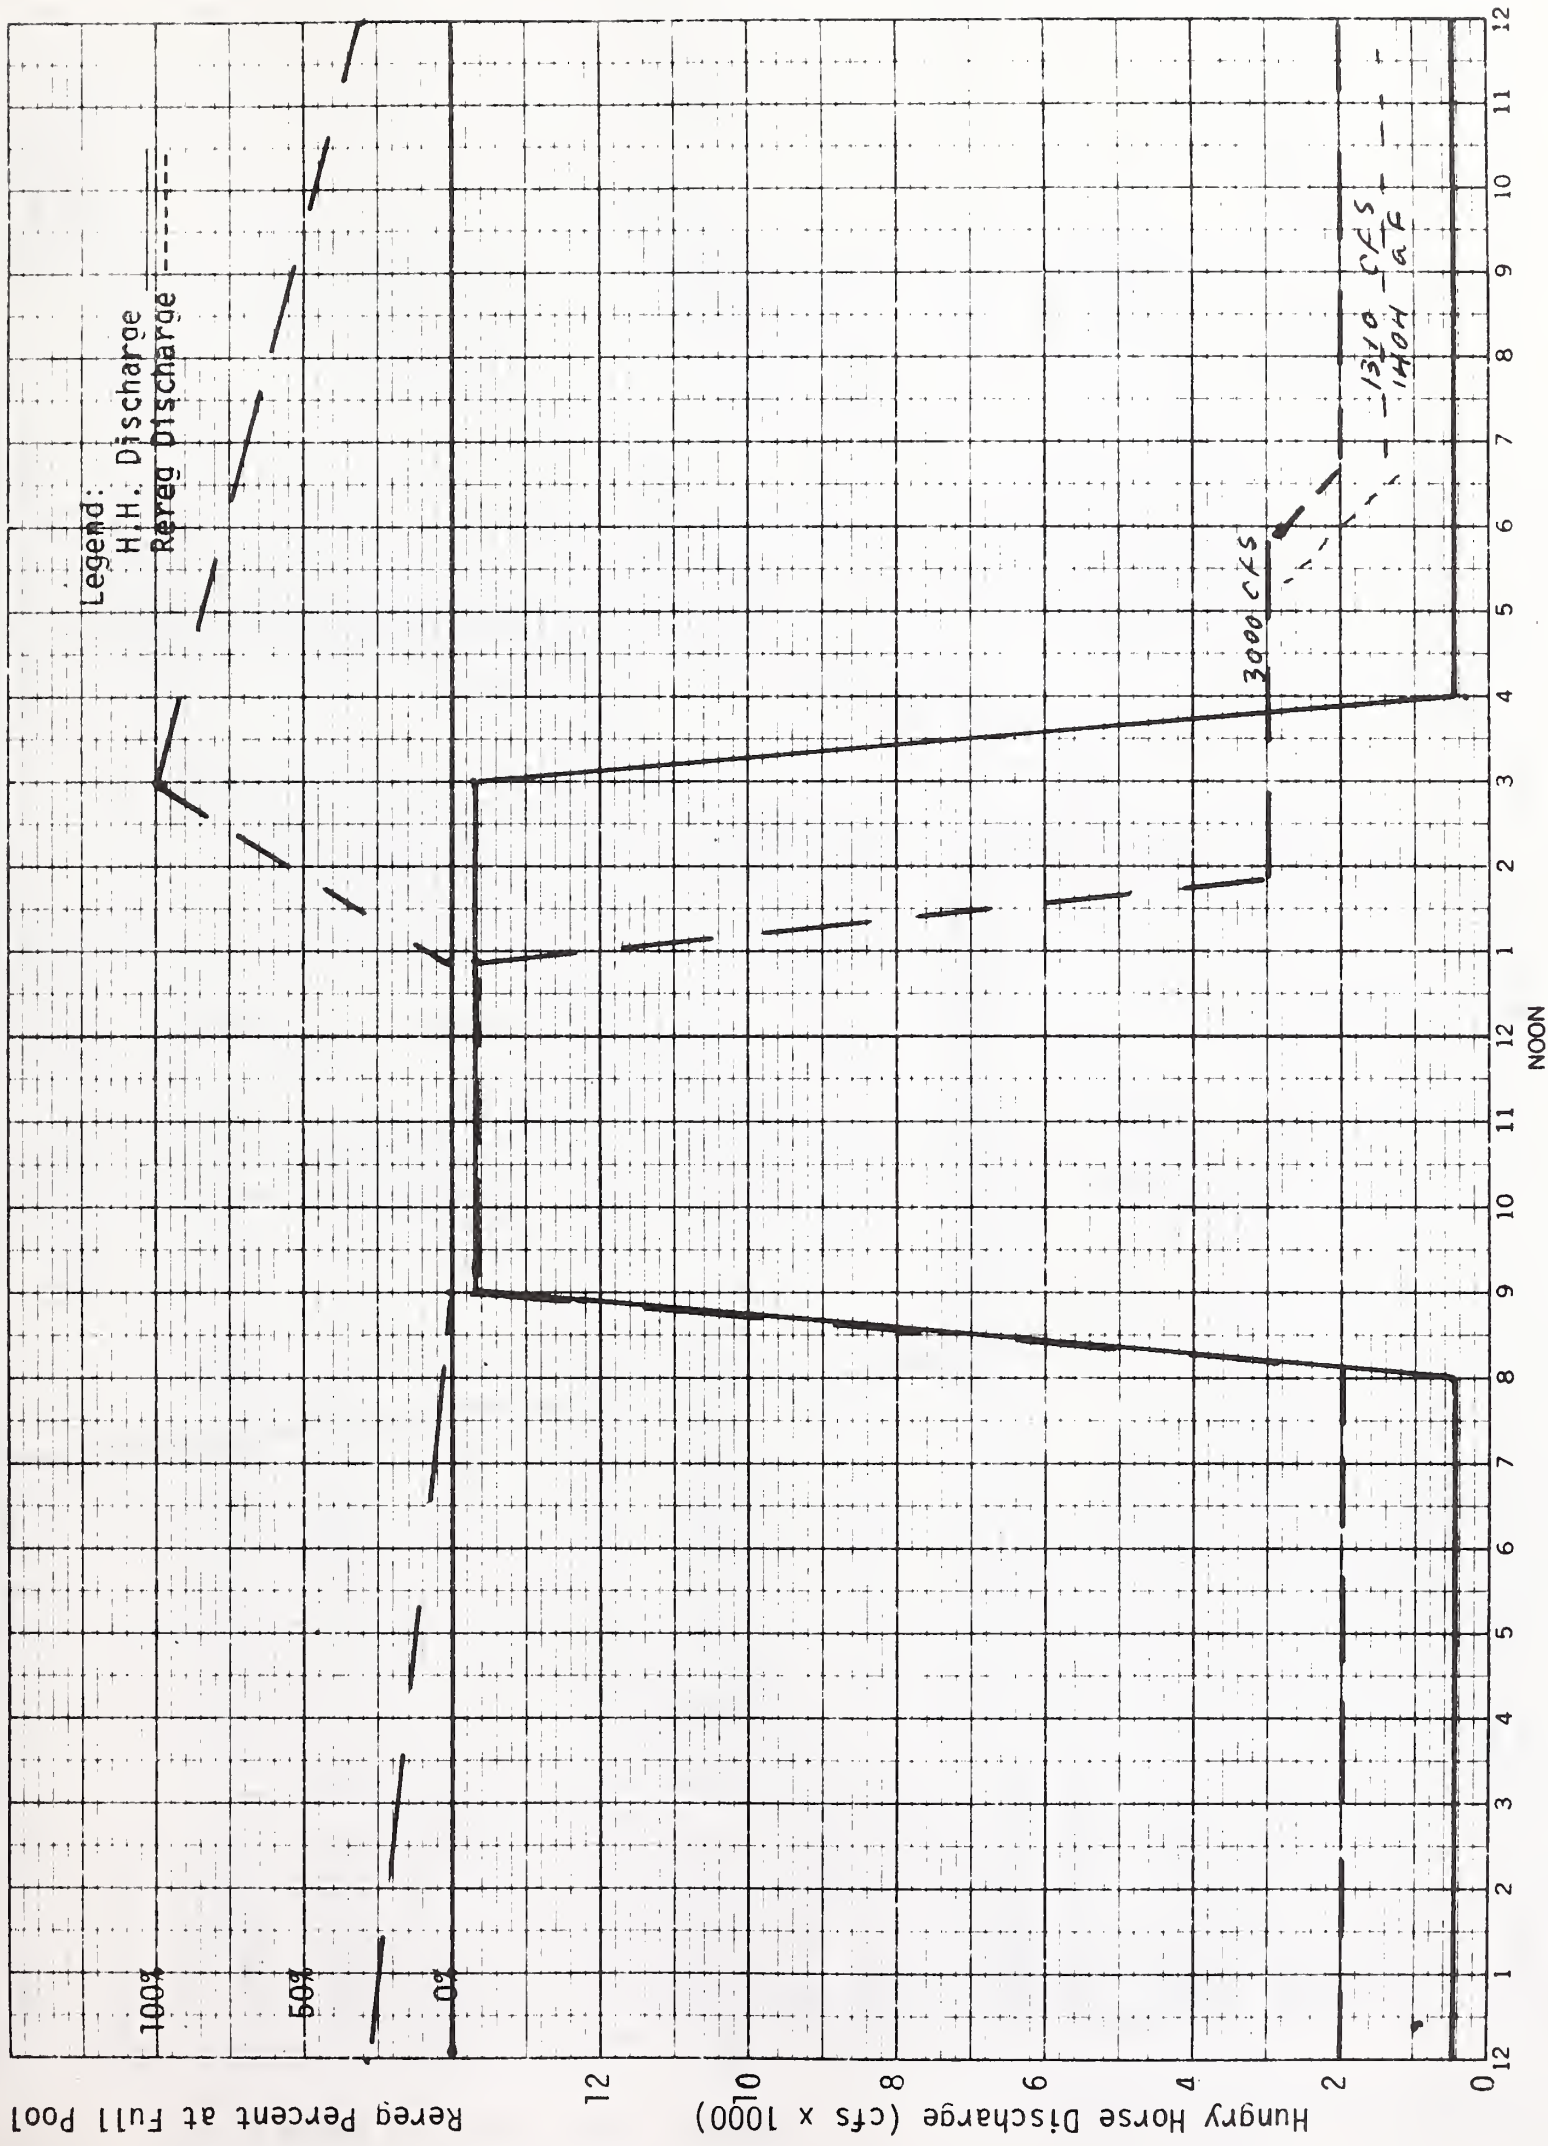 Legend:
H.H. Discharge
Rereg Discharge -------
Rereg Percent at Full Pool
100%
50%
0%
Hungry Horse Discharge (cfs x 1000)
12
10
8
6
4
2
0
3000 CFS
1310 CFS
1404 aF
12 1 2 3 4 5 6 7 8 9 10 11 12 1 2 3 4 5 6 7 8 9 10 11 12
NOON